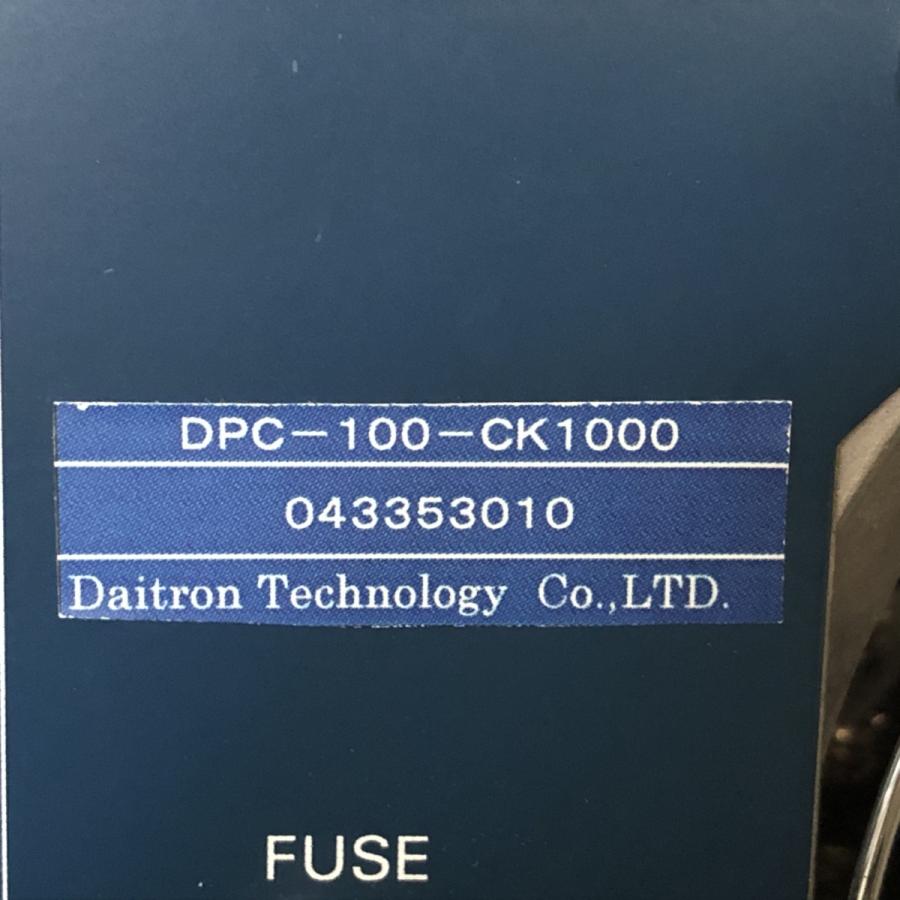 DPC-100-CK1000
043353010
Daitron Technology Co.,LTD.
FUSE